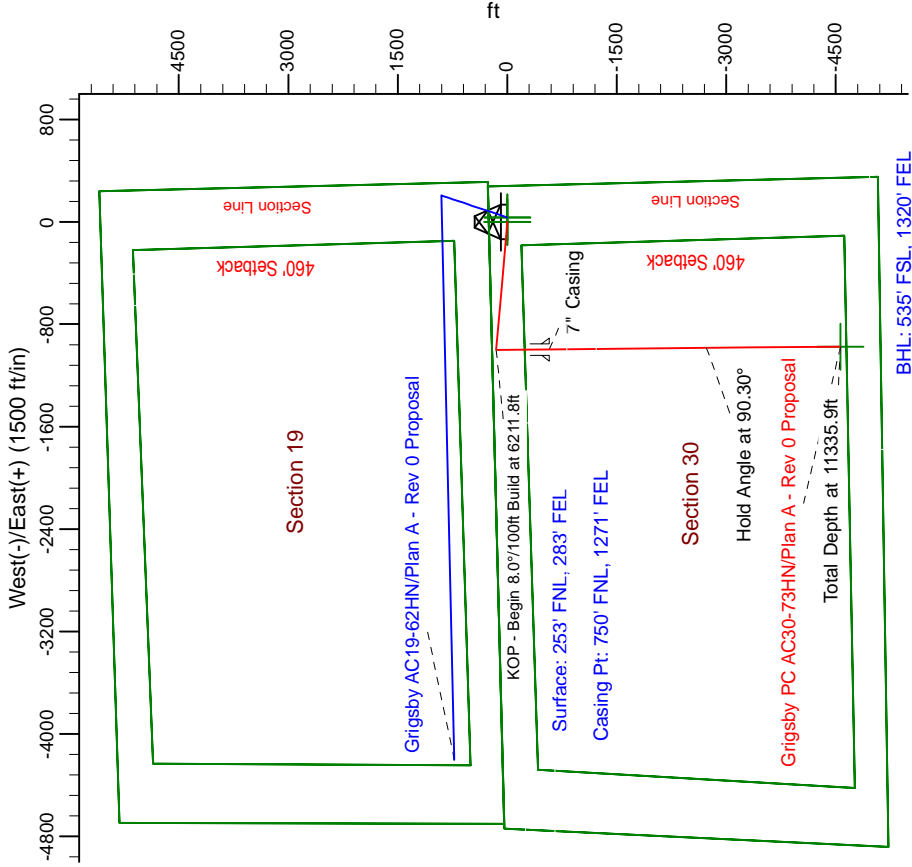 ft
4500
3000
1500
0
-1500
-3000
-4500
West(-)/East(+) (1500 ft/in)
800
0
-800
-1600
-2400
-3200
-4000
-4800
Section Line
460' Setback
Section 19
Grigsby AC19-62HN/Plan A - Rev 0 Proposal
KOP - Begin 8.0°/100ft Build at 6211.8ft
7" Casing
Surface: 253' FNL, 283' FEL
Casing Pt: 750' FNL, 1271' FEL
Section Line
460' Setback
Section 30
Hold Angle at 90.30°
Grigsby PC AC30-73HN/Plan A - Rev 0 Proposal
Total Depth at 11335.9ft
BHL: 535' FSL, 1320' FEL